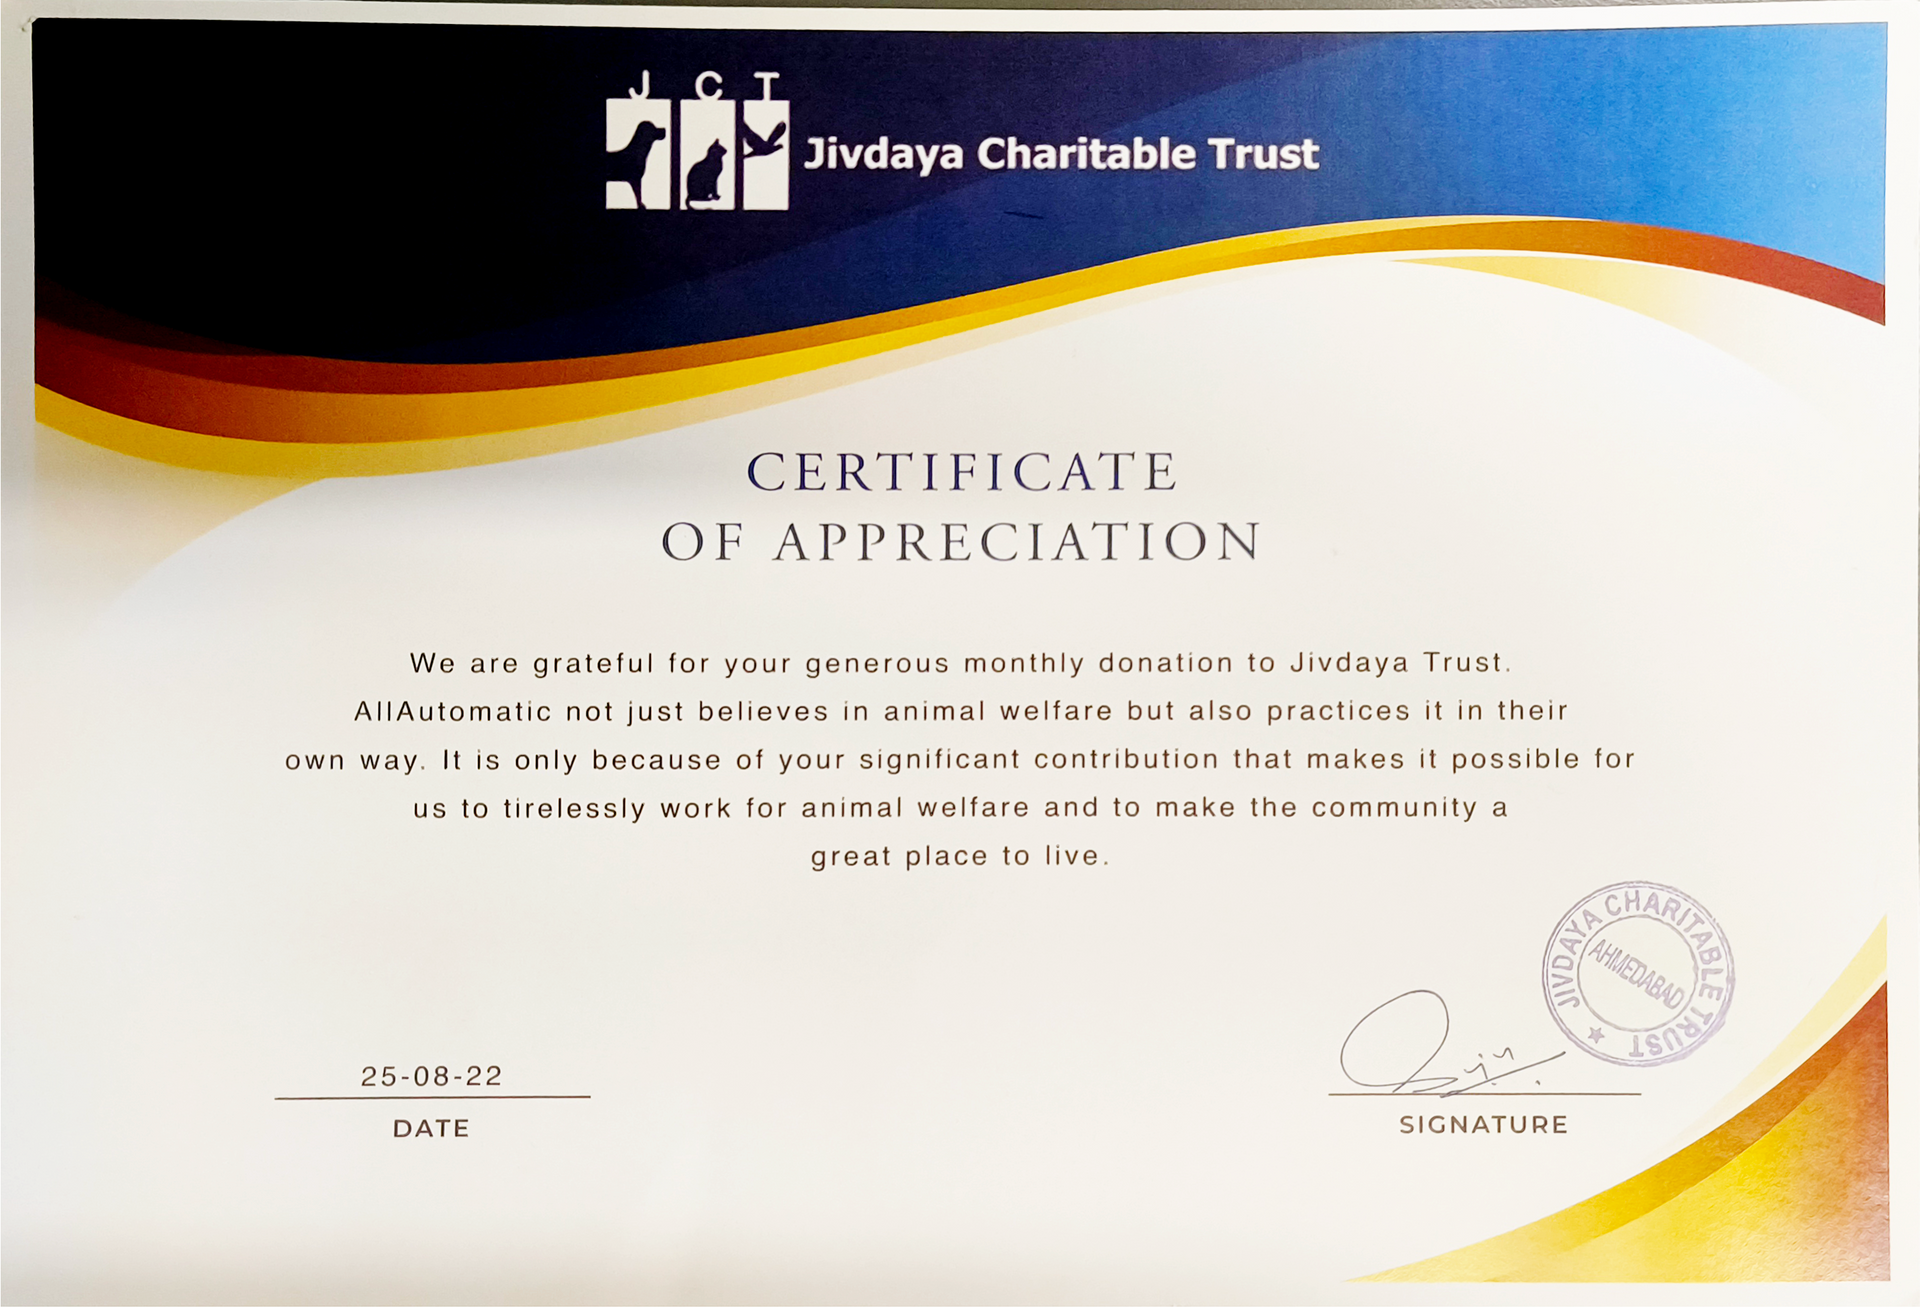 J C T
Jivdaya Charitable Trust
CERTIFICATE
OF APPRECIATION
We are grateful for your generous monthly donation to Jivdaya Trust.
AllAutomatic not just believes in animal welfare but also practices it in their
own way. It is only because of your significant contribution that makes it possible for
us to tirelessly work for animal welfare and to make the community a
great place to live.
JIVDAYA CHARITABLE TRUST
AHMEDABAD
25-08-22
DATE
SIGNATURE